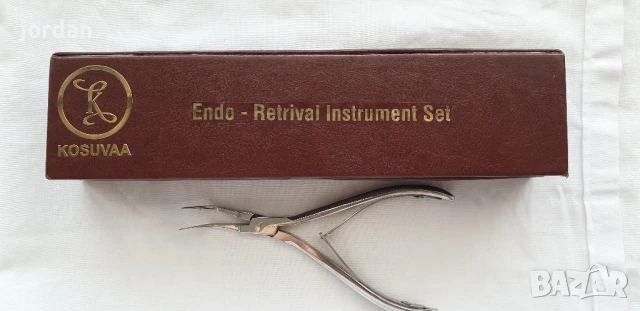 jordan
K
KOSUVAA
Endo - Retrival Instrument Set
BAZAR